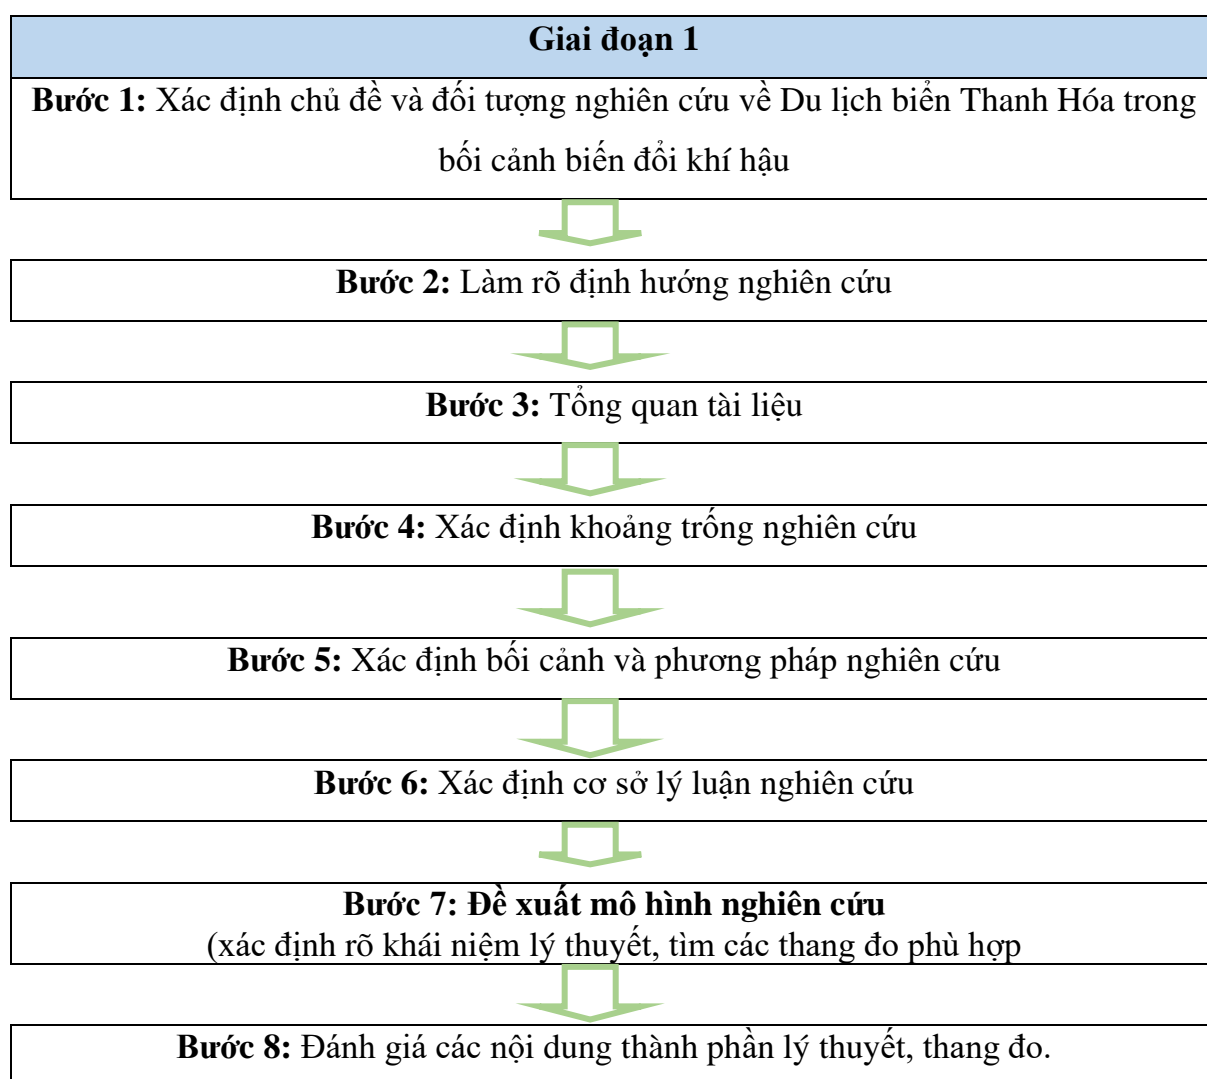 Giai đoạn 1
Bước 1: Xác định chủ đề và đối tượng nghiên cứu về Du lịch biển Thanh Hóa trong
bối cảnh biến đổi khí hậu
Bước 2: Làm rõ định hướng nghiên cứu
Bước 3: Tổng quan tài liệu
Bước 4: Xác định khoảng trống nghiên cứu
Bước 5: Xác định bối cảnh và phương pháp nghiên cứu
Bước 6: Xác định cơ sở lý luận nghiên cứu
Bước 7: Đề xuất mô hình nghiên cứu
(xác định rõ khái niệm lý thuyết, tìm các thang đo phù hợp
Bước 8: Đánh giá các nội dung thành phần lý thuyết, thang đo.